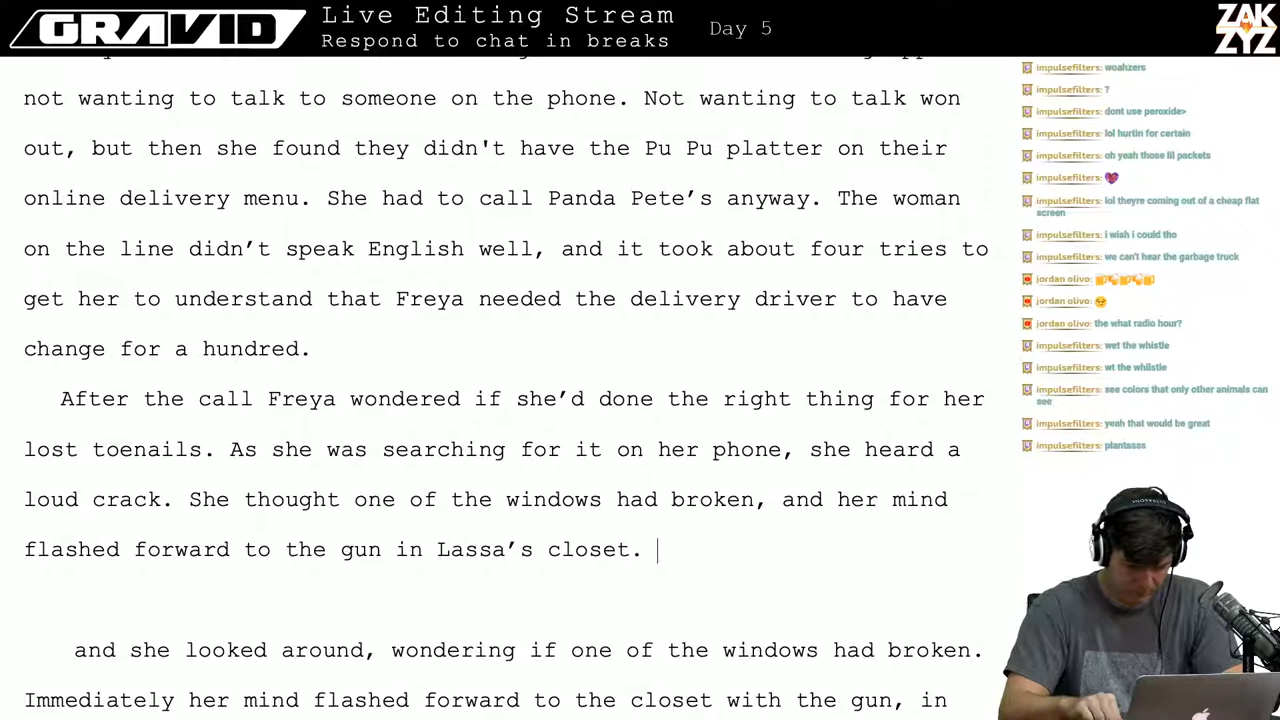 GRAVID
Live Editing Stream
Respond to chat in breaks
Day 5
ZAK
ZYZ
not wanting to talk to someone on the phone. Not wanting to talk won
out, but then she found they didn't have the Pu Pu platter on their
online delivery menu. She had to call Panda Pete’s anyway. The woman
on the line didn’t speak English well, and it took about four tries to
get her to understand that Freya needed the delivery driver to have
change for a hundred.
After the call Freya wondered if she’d done the right thing for her
lost toenails. As she was searching for it on her phone, she heard a
loud crack. She thought one of the windows had broken, and her mind
flashed forward to the gun in Lassa’s closet.
and she looked around, wondering if one of the windows had broken.
Immediately her mind flashed forward to the closet with the gun, in
impulsefilters: woahzers
impulsefilters: ?
impulsefilters: dont use peroxide>
impulsefilters: lol hurtin for certain
impulsefilters: oh yeah those lil packets
impulsefilters:
impulsefilters: lol theyre coming out of a cheap flat
screen
impulsefilters: i wish i could tho
impulsefilters: we can't hear the garbage truck
jordan olivo:
jordan olivo:
jordan olivo: the what radio hour?
impulsefilters: wet the whistle
impulsefilters: wt the whilstle
impulsefilters: see colors that only other animals can
see
impulsefilters: yeah that would be great
impulsefilters: plantasss